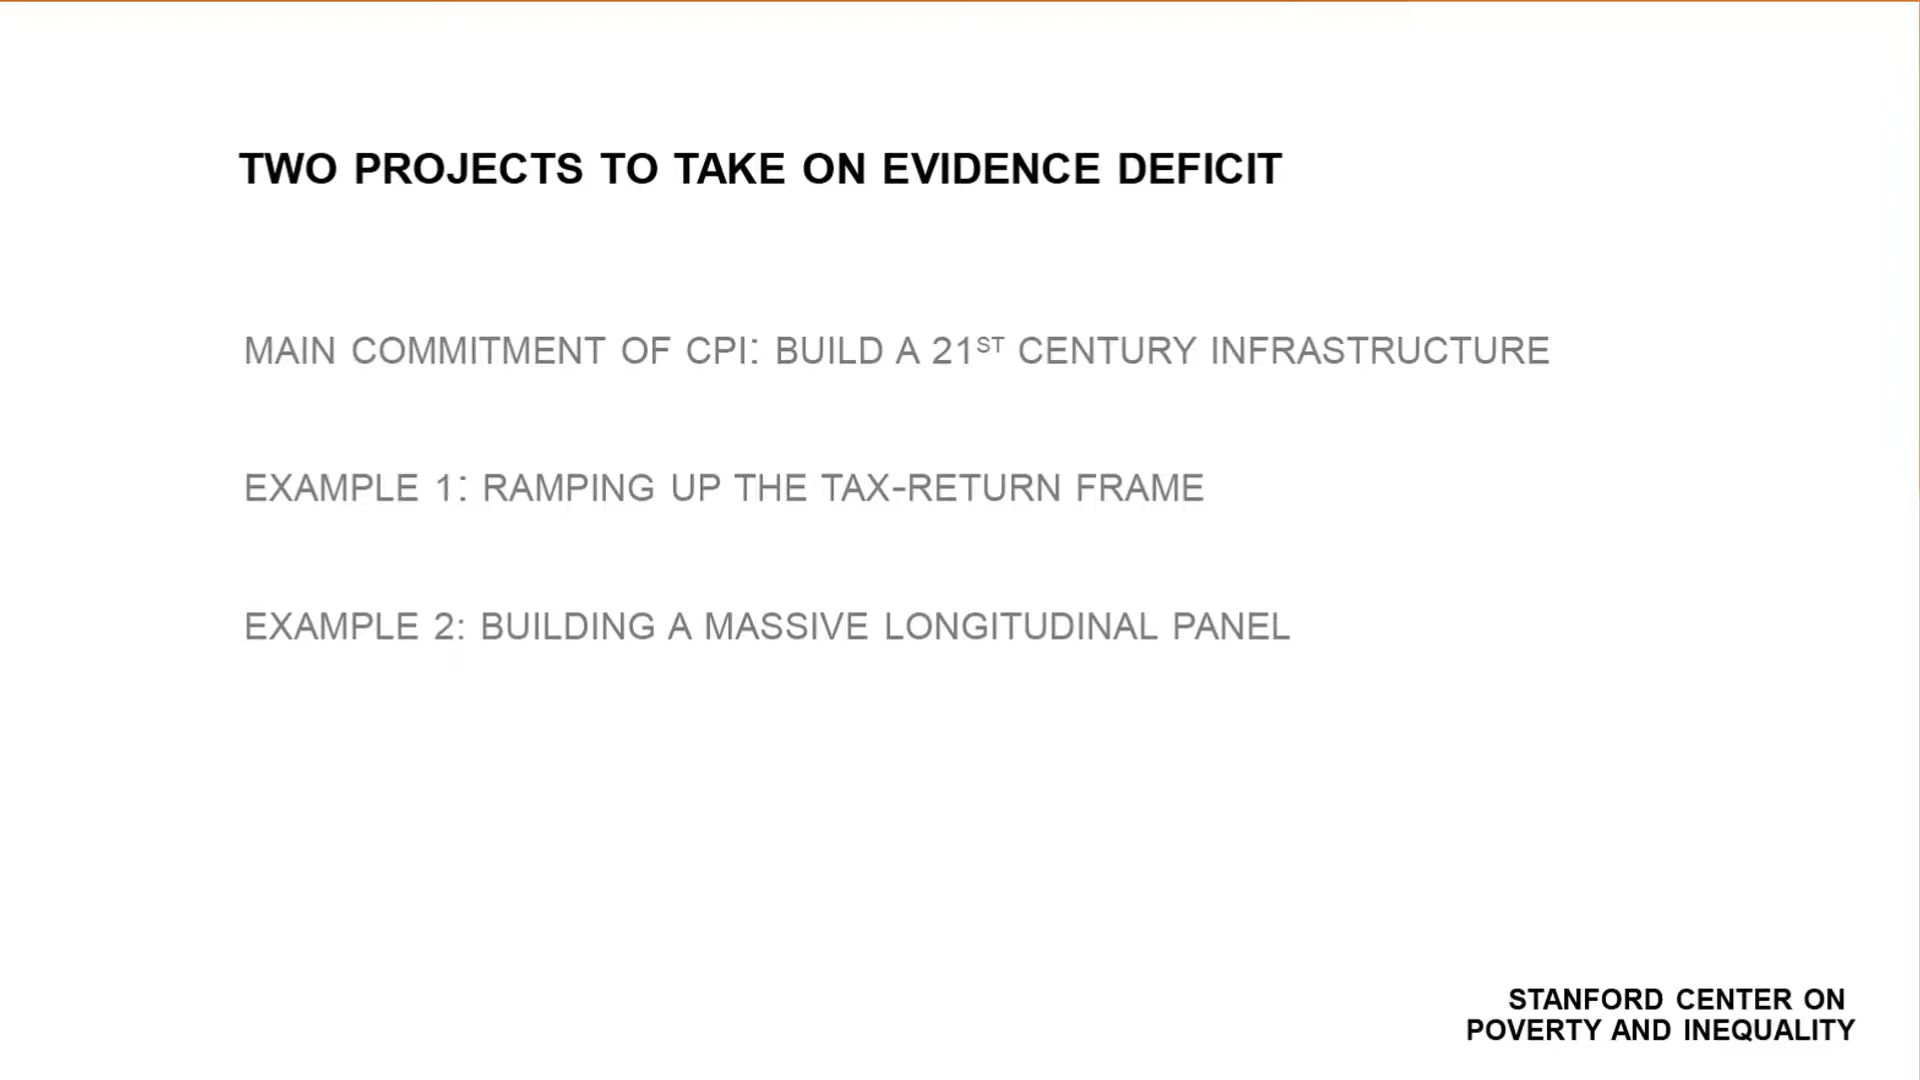 TWO PROJECTS TO TAKE ON EVIDENCE DEFICIT
MAIN COMMITMENT OF CPI: BUILD A 21ST CENTURY INFRASTRUCTURE
EXAMPLE 1: RAMPING UP THE TAX-RETURN FRAME
EXAMPLE 2: BUILDING A MASSIVE LONGITUDINAL PANEL
STANFORD CENTER ON
POVERTY AND INEQUALITY